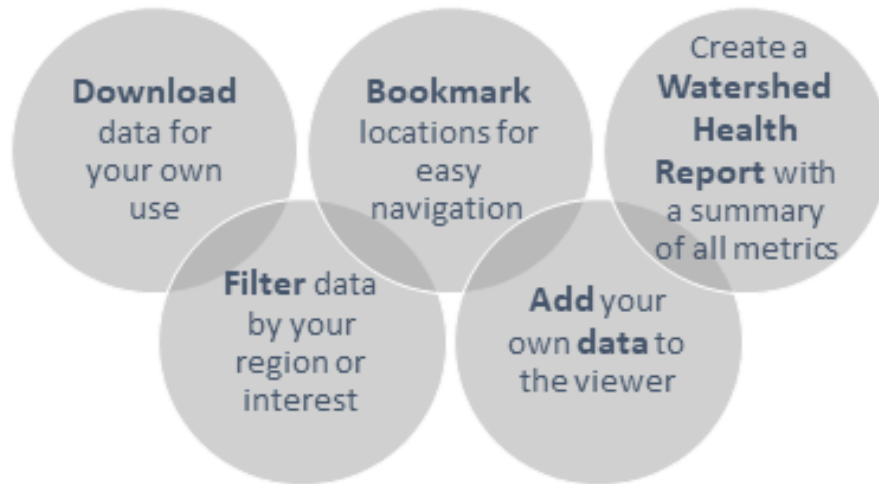 Download
data for
your own
use
Bookmark
locations for
easy
navigation
Create a
Watershed
Health
Report with
a summary
of all metrics
Filter data
by your
region or
interest
Add your
own data to
the viewer